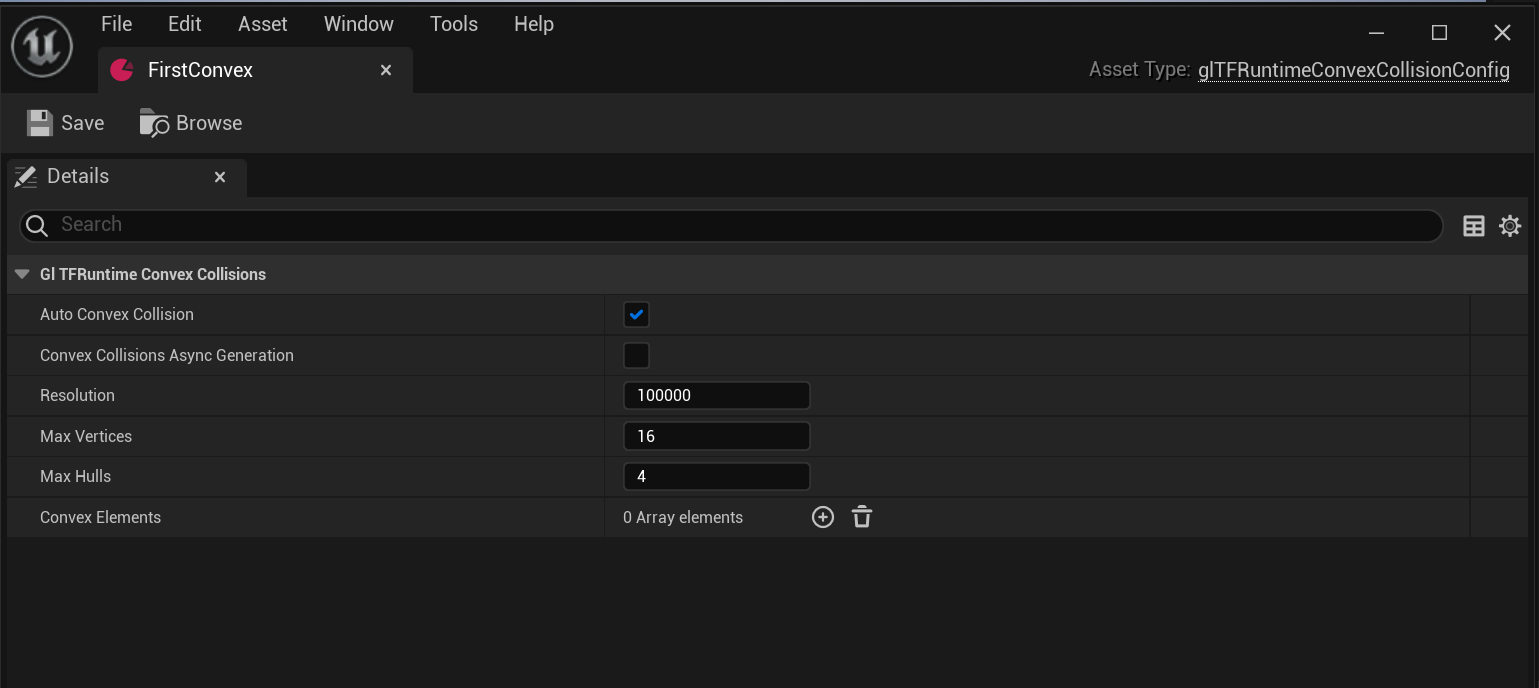 File Edit Asset Window Tools Help
FirstConvex
Asset Type: glTFRuntimeConvexCollisionConfig
Save Browse
Details
Search
Gl TFRuntime Convex Collisions
Auto Convex Collision
Convex Collisions Async Generation
Resolution 100000
Max Vertices 16
Max Hulls 4
Convex Elements 0 Array elements